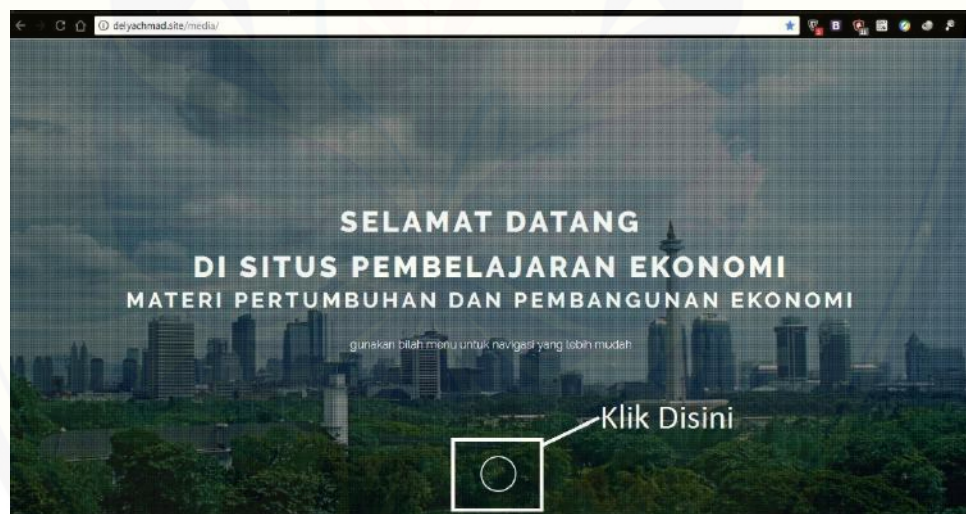 delyachmad.site/media/
SELAMAT DATANG
DI SITUS PEMBELAJARAN EKONOMI
MATERI PERTUMBUHAN DAN PEMBANGUNAN EKONOMI
gunakan bilah menu untuk navigasi yang lebih mudah
Klik Disini